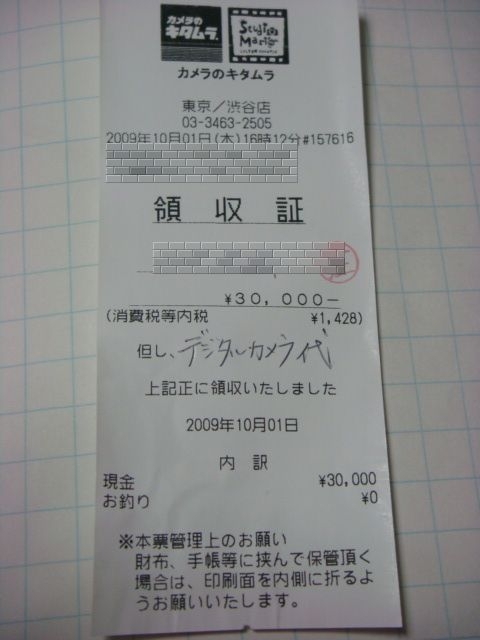 カメラの
キタムラ
Studio
Mario
カメラのキタムラ
東京／渋谷店
03-3463-2505
2009年10月01日(木)16時12分#157616
領 収 証
¥30,000−
(消費税等内税 ¥1,428)
但し、デジタルカメラ代
上記正に領収いたしました
2009年10月01日
内 訳
現金 ¥30,000
お釣り ¥0
※本票管理上のお願い
財布、手帳等に挟んで保管頂く
場合は、印刷面を内側に折るよ
うお願いいたします。